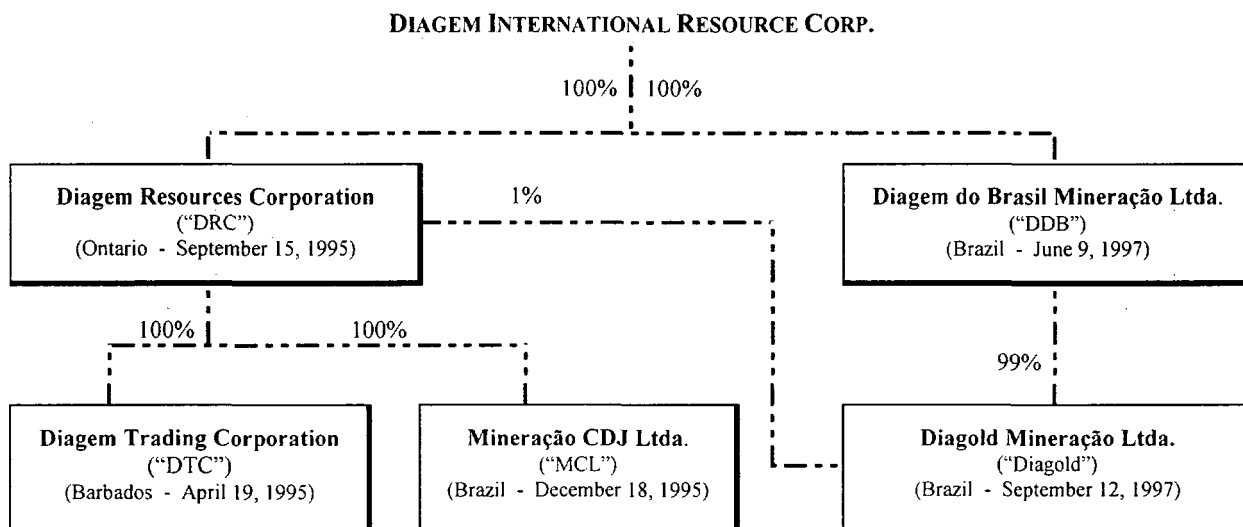 DIAGEM INTERNATIONAL RESOURCE CORP.
100% 100%
Diagem Resources Corporation
("DRC")
(Ontario - September 15, 1995)
1%
Diagem do Brasil Mineração Ltda.
("DDB")
(Brazil - June 9, 1997)
100%
100%
99%
Diagem Trading Corporation
("DTC")
(Barbados - April 19, 1995)
Mineração CDJ Ltda.
("MCL")
(Brazil - December 18, 1995)
Diagold Mineração Ltda.
("Diagold")
(Brazil - September 12, 1997)